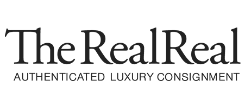 The RealReal
AUTHENTICATED LUXURY CONSIGNMENT